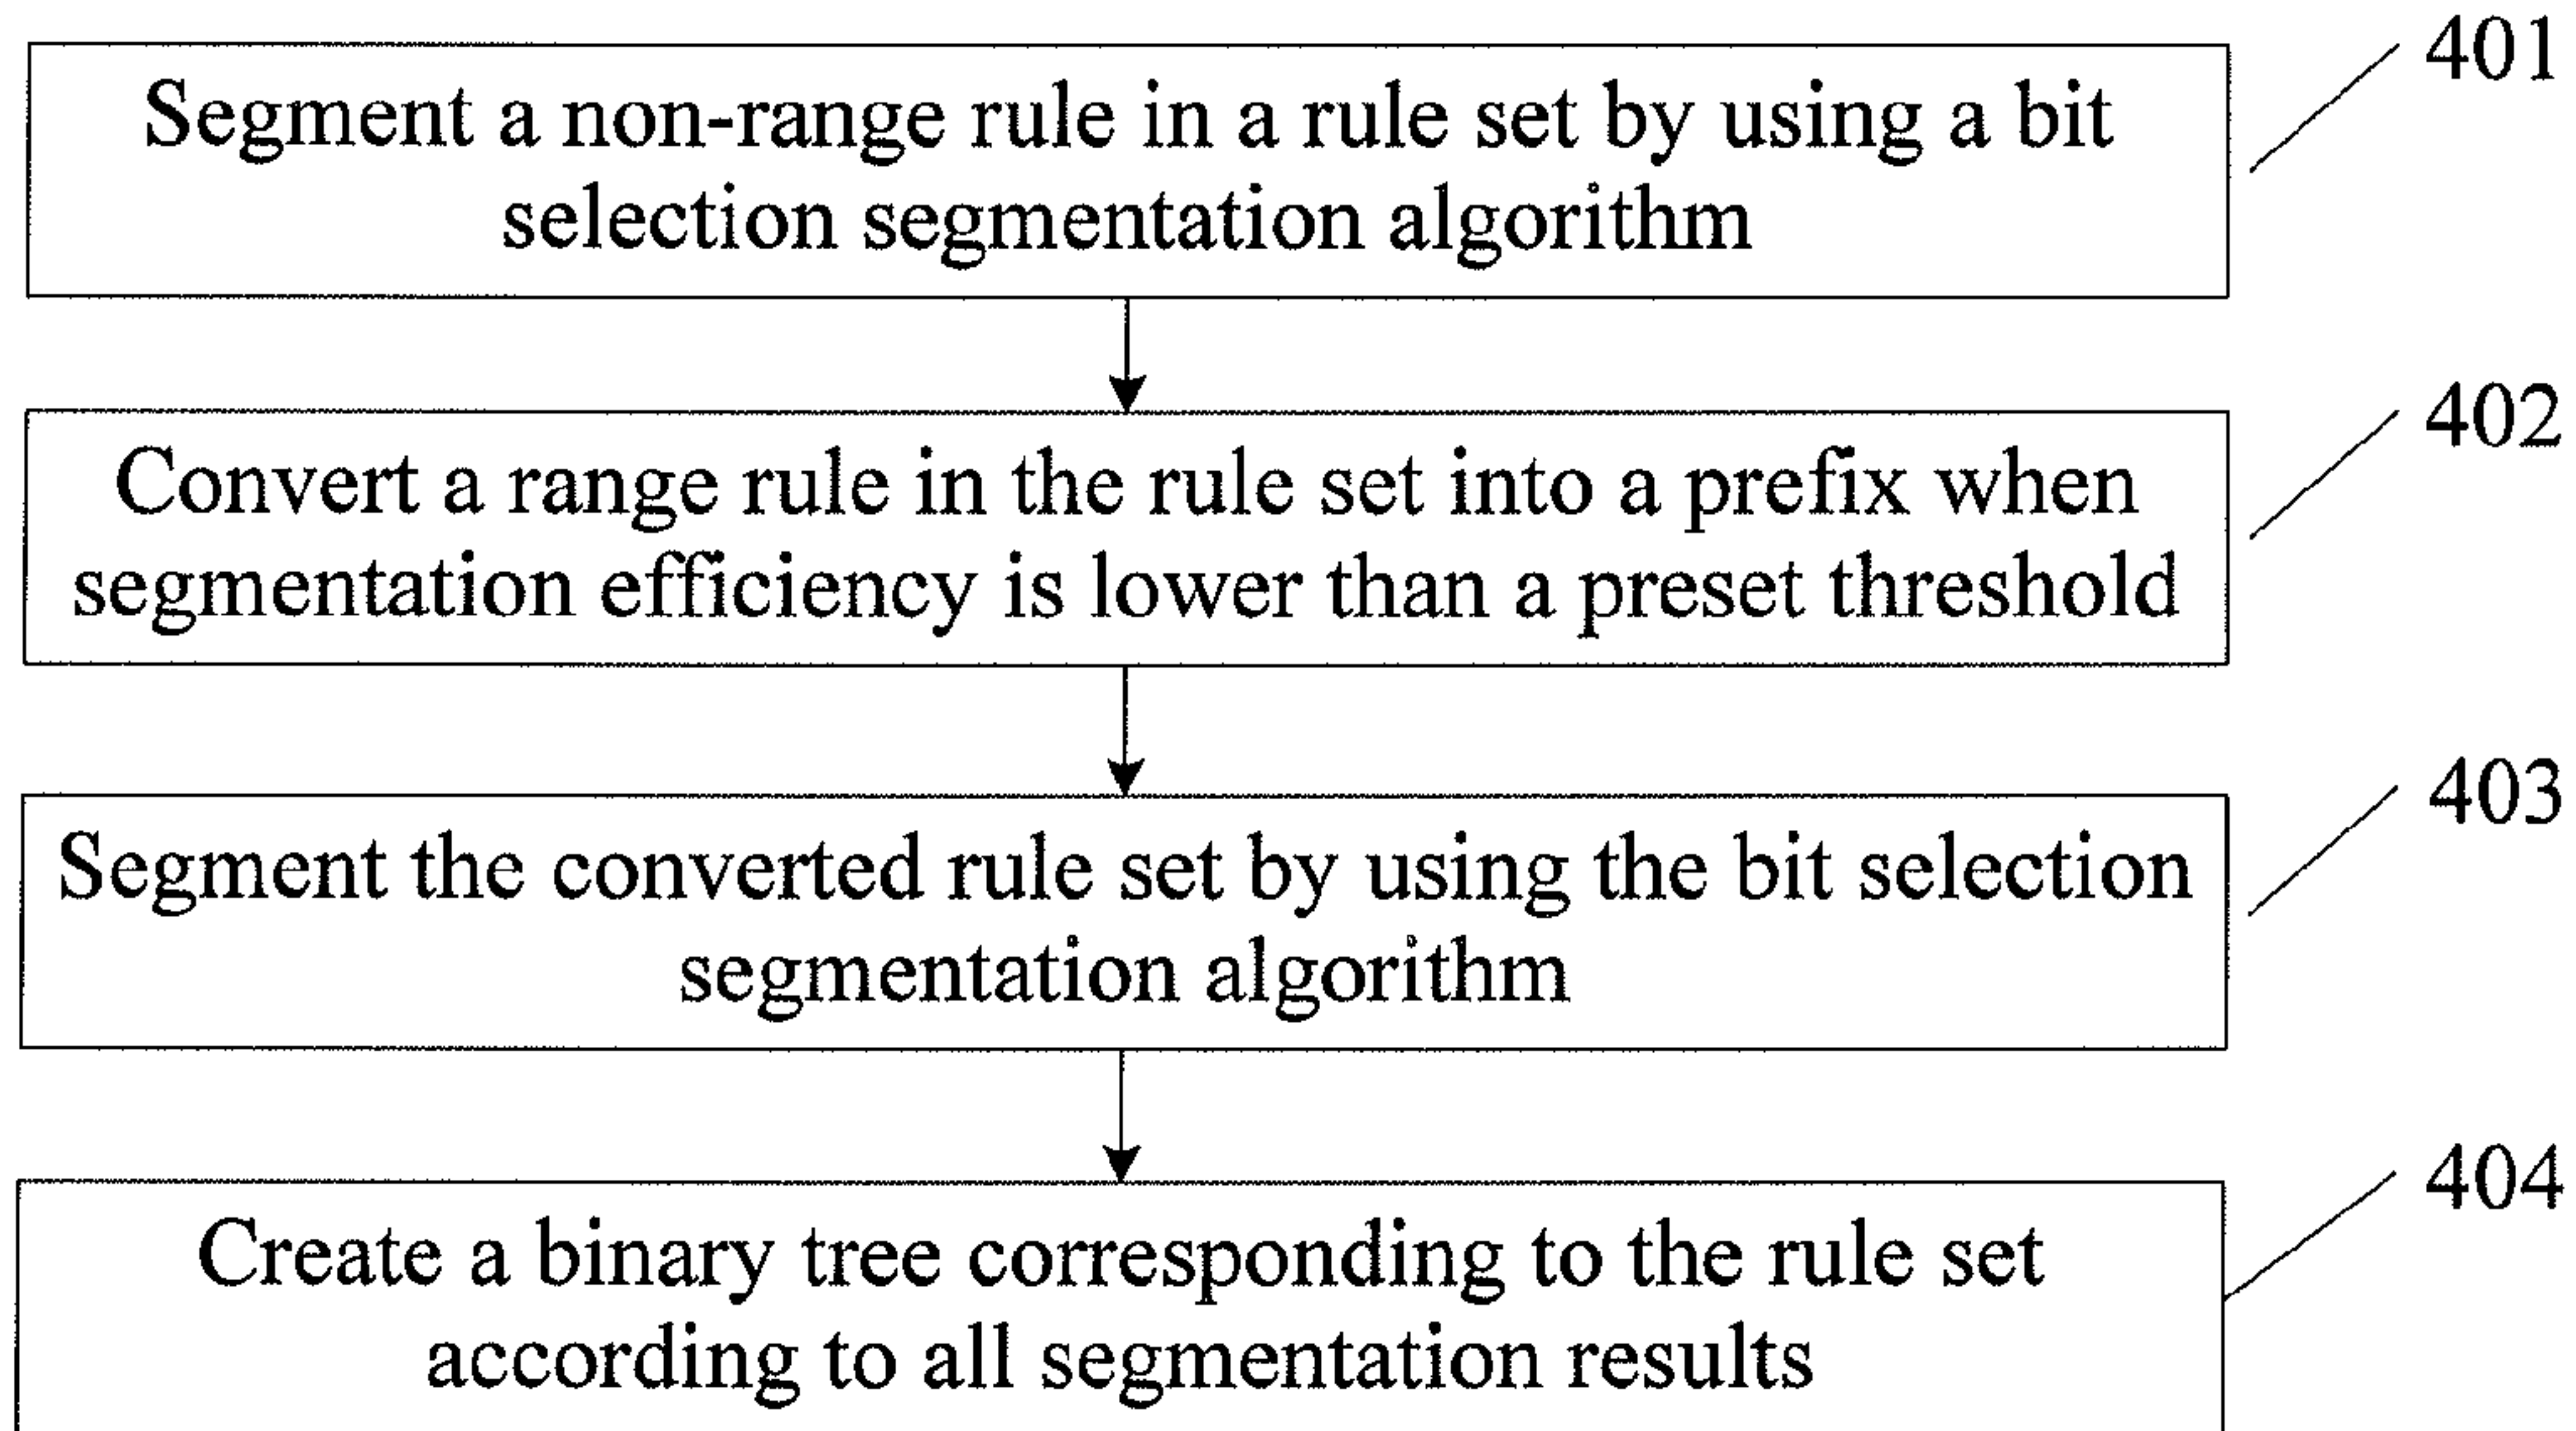 Segment a non-range rule in a rule set by using a bit
selection segmentation algorithm
401
Convert a range rule in the rule set into a prefix when
segmentation efficiency is lower than a preset threshold
402
Segment the converted rule set by using the bit selection
segmentation algorithm
403
Create a binary tree corresponding to the rule set
according to all segmentation results
404